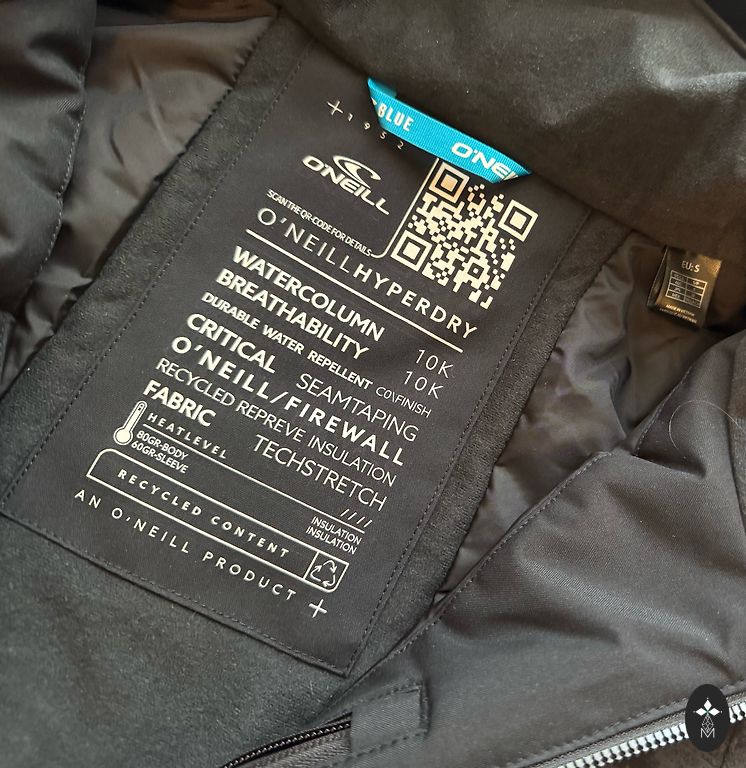 BLUE
O'NEI
1952
O'NEILL
SCAN THE QR-CODE FOR DETAILS
O'NEILLHYPERDRY
WATERCOLUMN 10K
BREATHABILITY 10K
DURABLE WATER REPELLENT C0\FINISH
CRITICAL SEAMTAPING
O'NEILL/FIREWALL
RECYCLED REPREVE INSULATION
FABRIC TECHSTRETCH
HEATLEVEL ////
80GR-BODY INSULATION
60GR-SLEEVE INSULATION
RECYCLED CONTENT
AN O'NEILL PRODUCT
EU: S
M